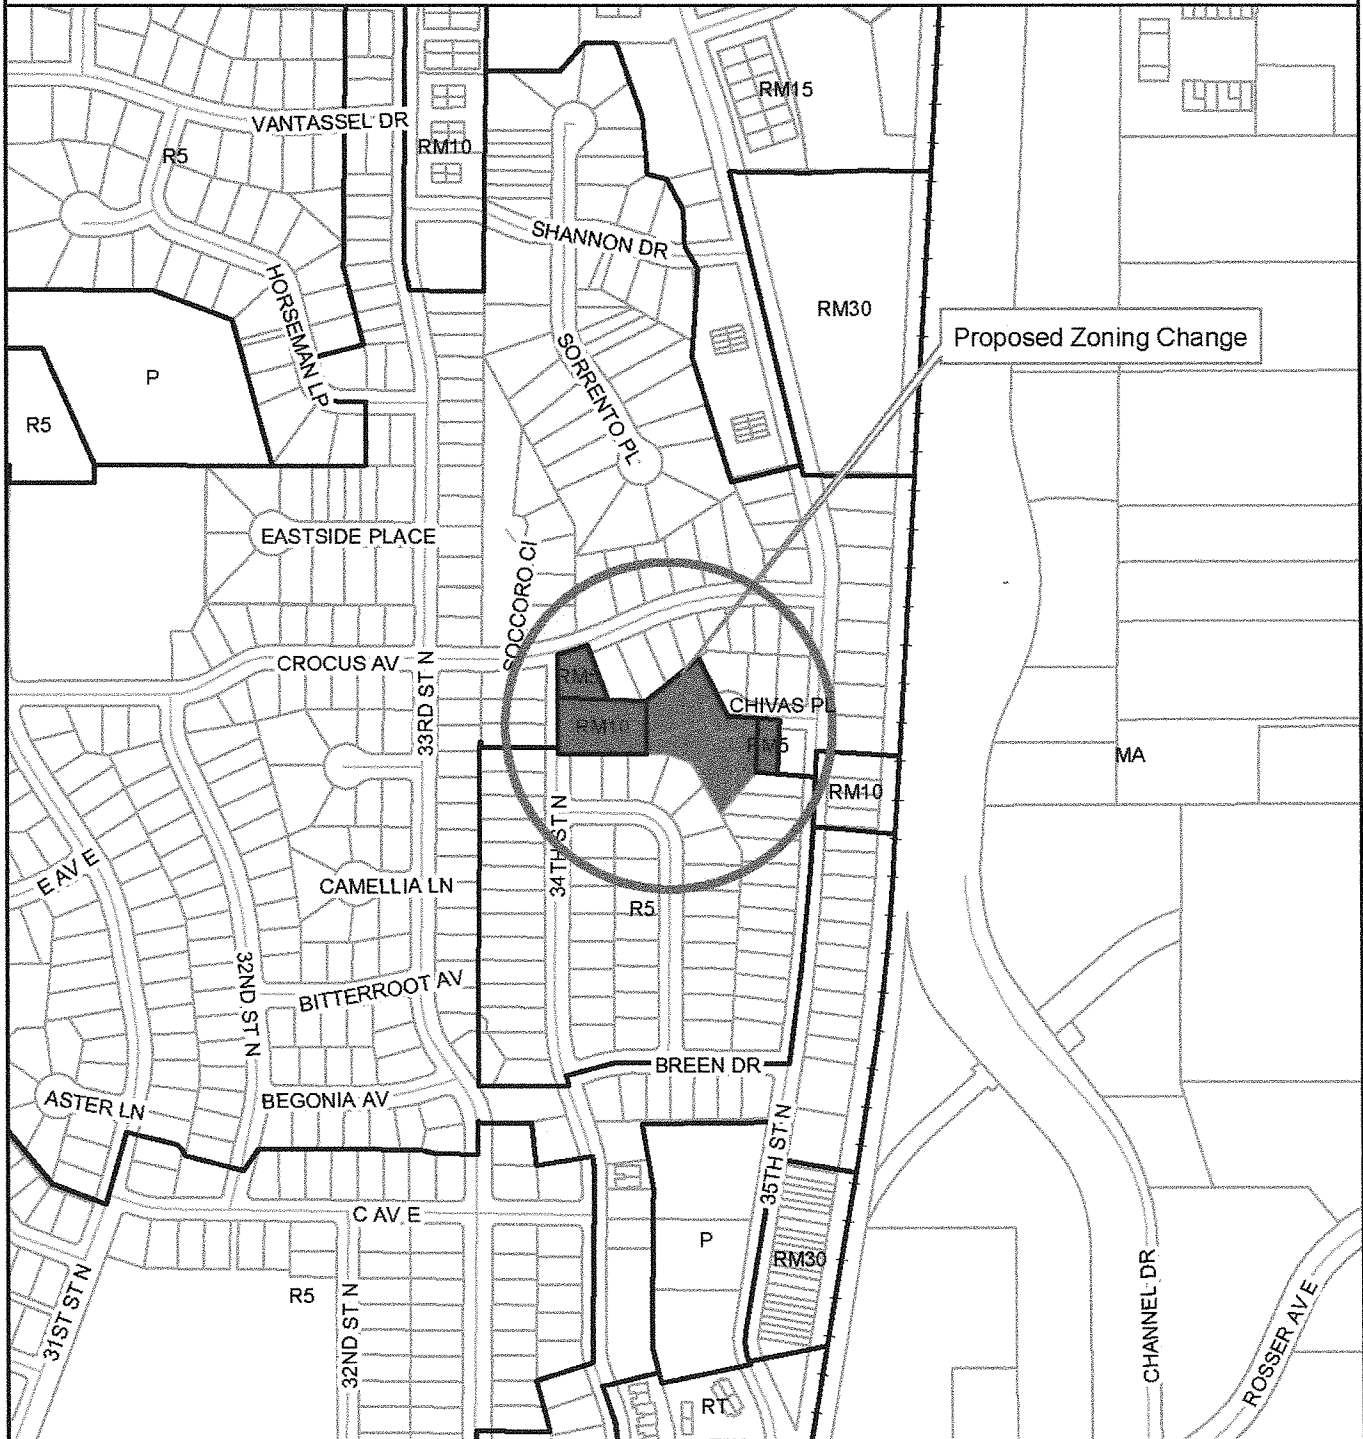 RM15
VANTASSEL DR
RM10
R5
SHANNON DR
HORSEMAN LP
RM30
Proposed Zoning Change
SORRENTO PL
P
R5
EASTSIDE PLACE
SOCCORO CI
CROCUS AV
33RD ST N
CHIVAS PL
RM10
MA
RM10
34TH ST N
E AV E
CAMELLIA LN
R5
32ND ST N
BITTERROOT AV
BREEN DR
ASTER LN
BEGONIA AV
35TH ST N
C AV E
P
RM30
R5
31ST ST N
32ND ST N
CHANNEL DR
ROSSER AV E
RT